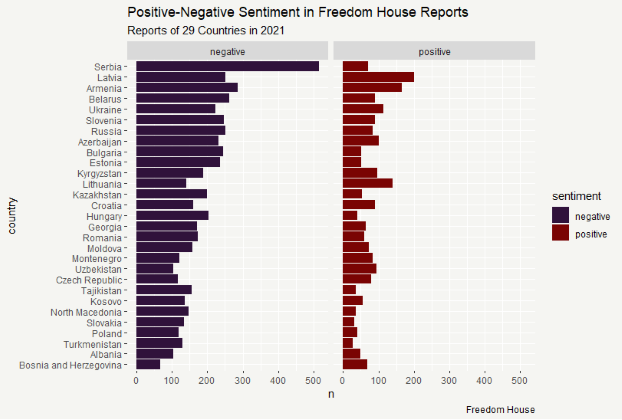 Positive-Negative Sentiment in Freedom House Reports
Reports of 29 Countries in 2021
negative
positive
country
Serbia
Latvia
Armenia
Belarus
Ukraine
Slovenia
Russia
Azerbaijan
Bulgaria
Estonia
Kyrgyzstan
Lithuania
Kazakhstan
Croatia
Hungary
Georgia
Romania
Moldova
Montenegro
Uzbekistan
Czech Republic
Tajikistan
Kosovo
North Macedonia
Slovakia
Poland
Turkmenistan
Albania
Bosnia and Herzegovina
0 100 200 300 400 500
0 100 200 300 400 500
n
sentiment
negative
positive
Freedom House